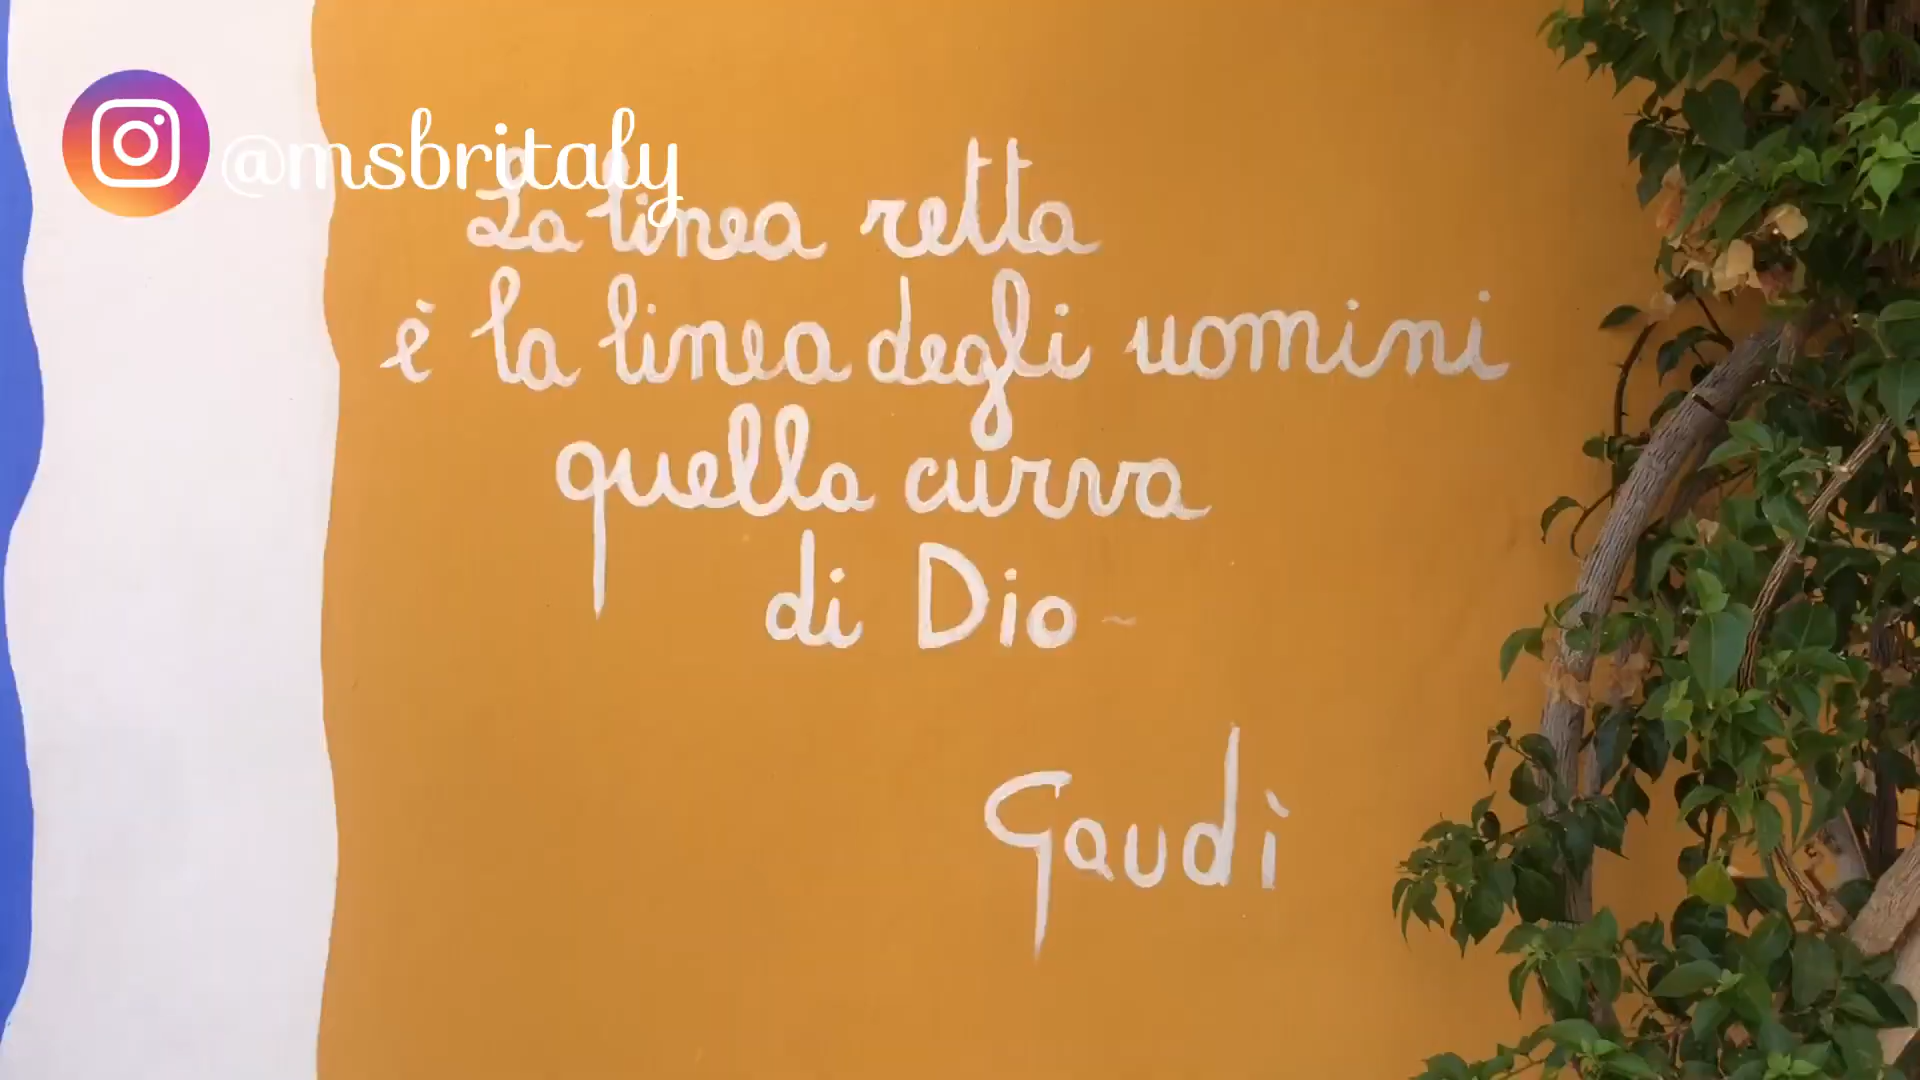 @msbritaly
La linea retta
è la linea degli uomini
quella curva
di Dio ~
Gaudì